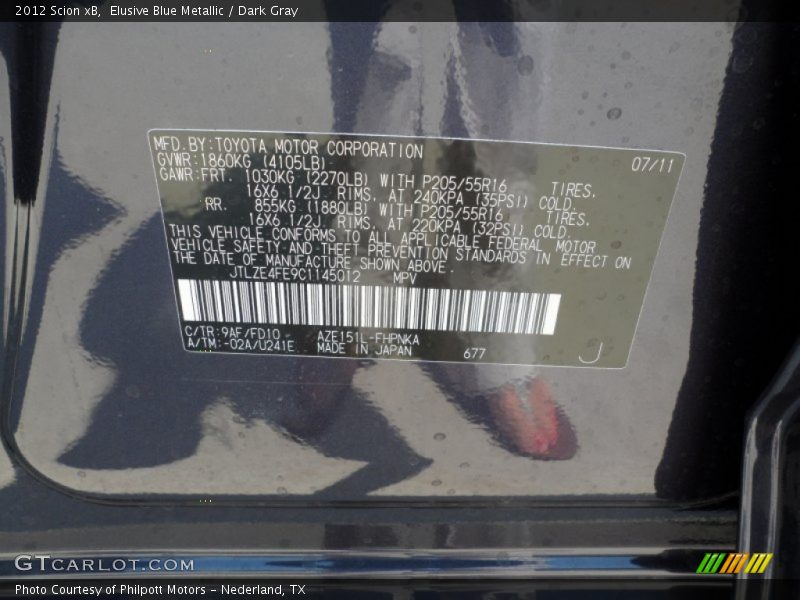 2012 Scion xB,  Elusive Blue Metallic / Dark Gray
MFD.BY:TOYOTA MOTOR CORPORATION 07/11
GVWR:1860KG (4105LB)
GAWR:FRT. 1030KG (2270LB) WITH P205/55R16 TIRES,
16X6 1/2J RIMS, AT 240KPA (35PSI) COLD.
RR. 855KG (1880LB) WITH P205/55R16 TIRES,
16X6 1/2J RIMS, AT 220KPA (32PSI) COLD.
THIS VEHICLE CONFORMS TO ALL APPLICABLE FEDERAL MOTOR
VEHICLE SAFETY AND THEFT PREVENTION STANDARDS IN EFFECT ON
THE DATE OF MANUFACTURE SHOWN ABOVE.
JTLZE4FE9C1145012 MPV
C/TR:9AF/FD10 AZE151L-FHPNKA
A/TM:-02A/U241E MADE IN JAPAN 677 J
GTCARLOT.COM
Photo Courtesy of Philpott Motors - Nederland, TX